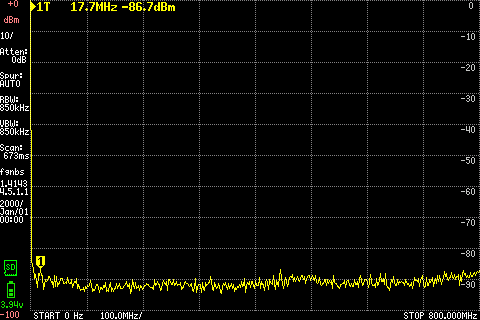 +0
dBm
10/
Atten:
0dB
Spur:
AUTO
RBW:
850kHz
VBW:
850kHz
Scan:
673ms
fgnbs
1.4143
4.5.1.1
2000/
Jan/01
00:00
SD
3.94v
-100
1T 17.7MHz -86.7dBm
0
-10
-20
-30
-40
-50
-60
-70
-80
-90
1
START 0 Hz 100.0MHz/ STOP 800.000MHz